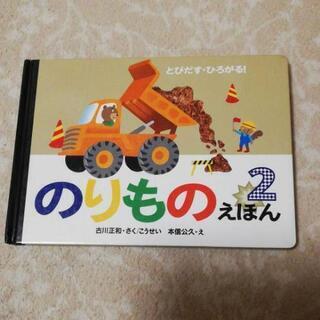 とびだす・ひろがる!
のりものえほん2
古川正和・さく/こうせい 本信公久・え